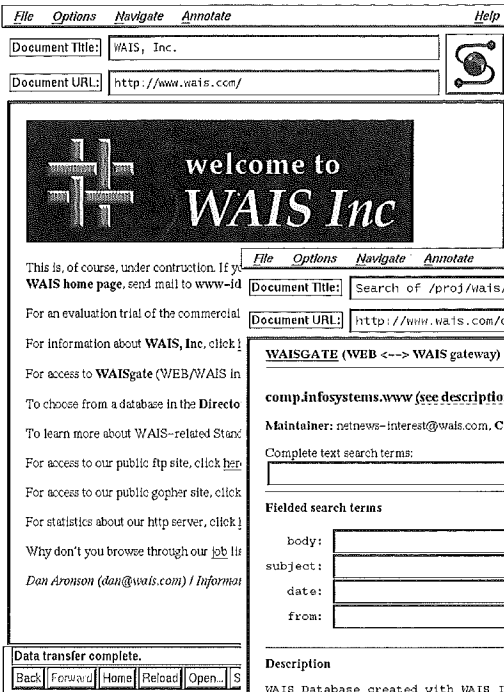 File Options Navigate Annotate Help
Document Title: WAIS, Inc.
Document URL: http://www.wais.com/
welcome to
WAIS Inc
This is, of course, under contruction. If
WAIS home page, send mail to www-id
For an evaluation trial of the commercial
For information about WAIS, Inc, click
For access to WAISgate (WEB/WAIS in
To choose from a database in the Directo
To learn more about WAIS-related Stand
For access to our public ftp site, click here
For access to our public gopher site, click
For statistics about our http server, click
Why don't you browse through our job lis
Dan Aronson (dan@wais.com) / Informat
Data transfer complete.
Back Forward Home Reload Open... S
File Options Navigate Annotate
Document Title: Search of /proj/wais/
Document URL: http://www.wais.com/
WAISGATE (WEB <--> WAIS gateway)
comp.infosystems.www (see descriptio
Maintainer: netnews-interest@wais.com, C
Complete text search terms:
Fielded search terms
body:
subject:
date:
from:
Description
WAIS Database created with WAIS